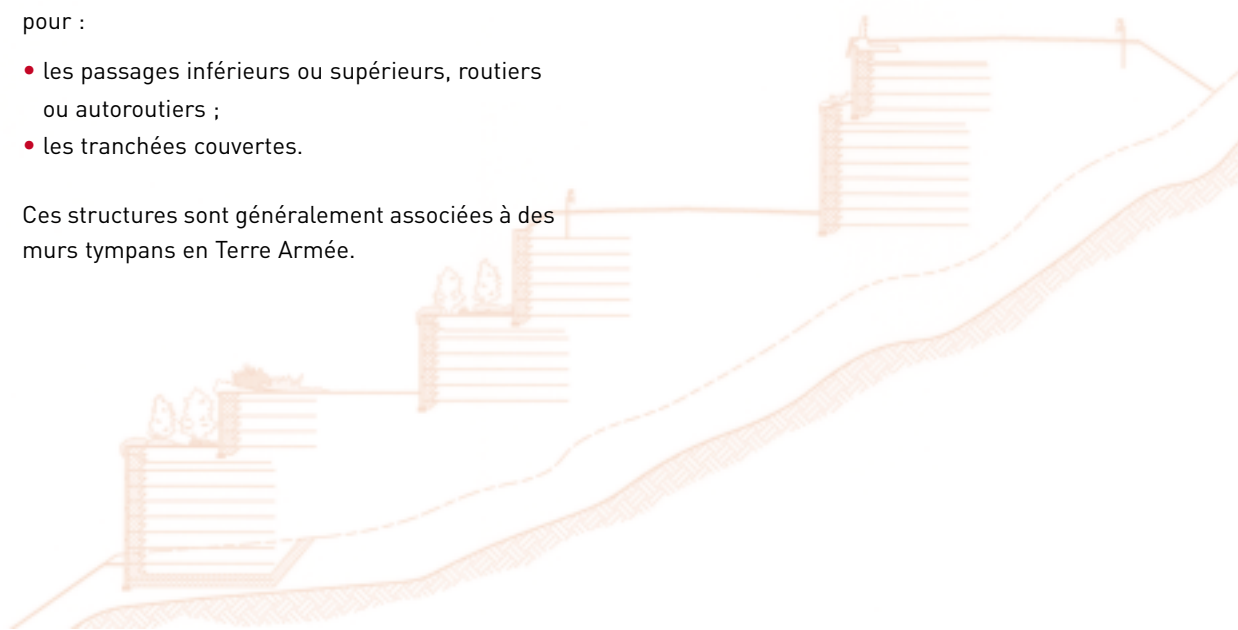 pour :
• les passages inférieurs ou supérieurs, routiers
ou autoroutiers ;
• les tranchées couvertes.
Ces structures sont généralement associées à des
murs tympans en Terre Armée.